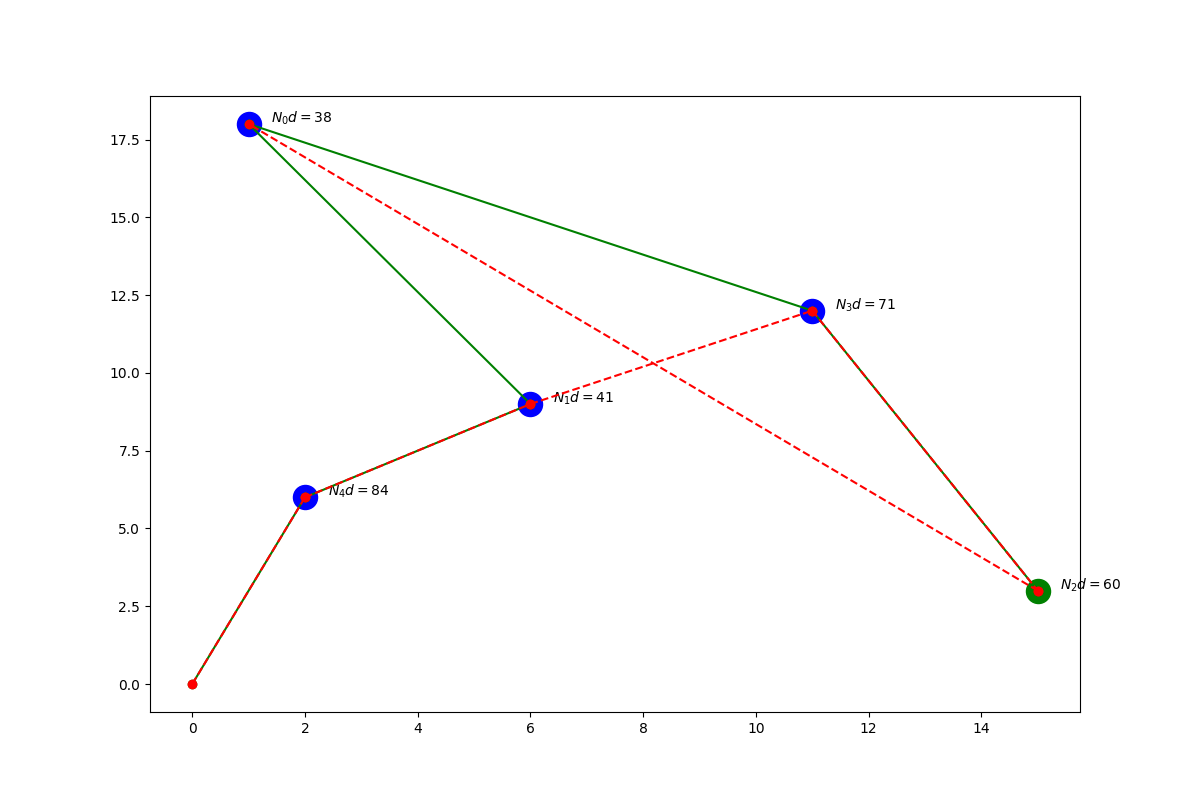 17.5
15.0
12.5
10.0
7.5
5.0
2.5
0.0
0 2 4 6 8 10 12 14
N₀d = 38
N₃d = 71
N₁d = 41
N₄d = 84
N₂d = 60